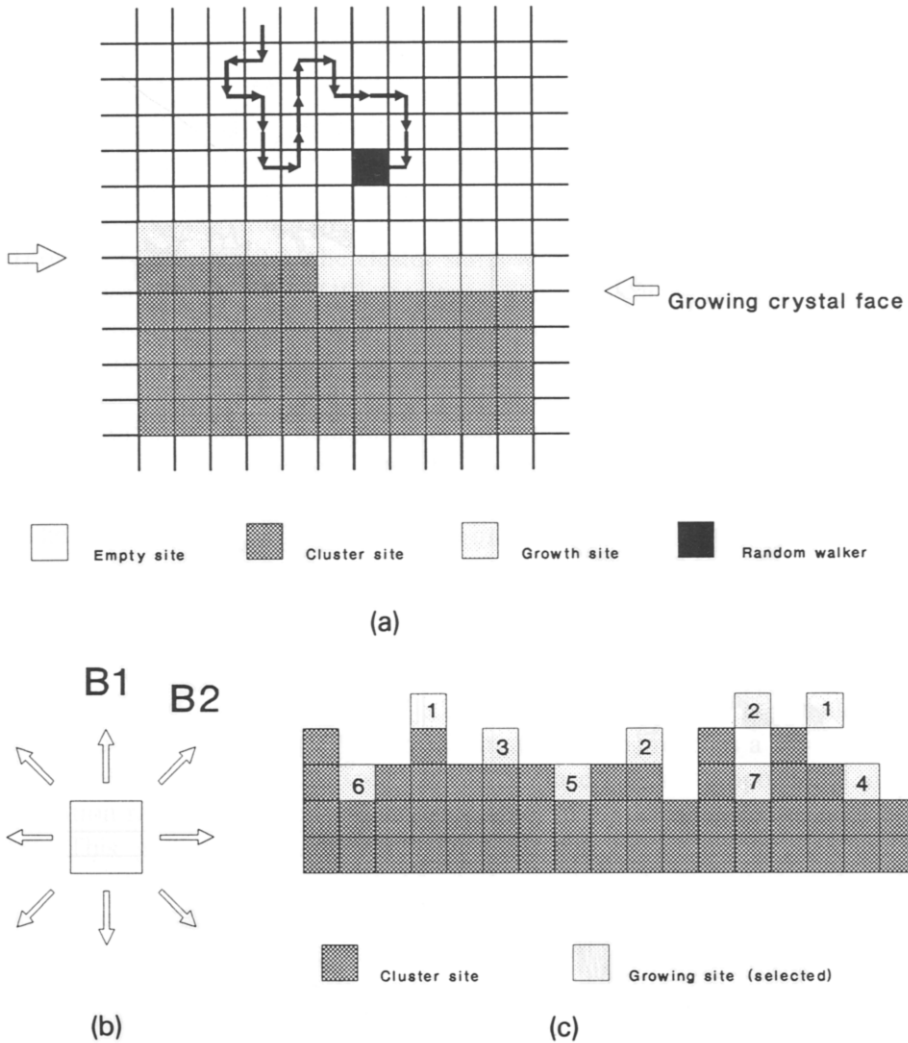 Growing crystal face
Empty site Cluster site Growth site Random walker
(a)
B1 B2
1 2 1
3 2
6 5 7 4
Cluster site Growing site (selected)
(b) (c)